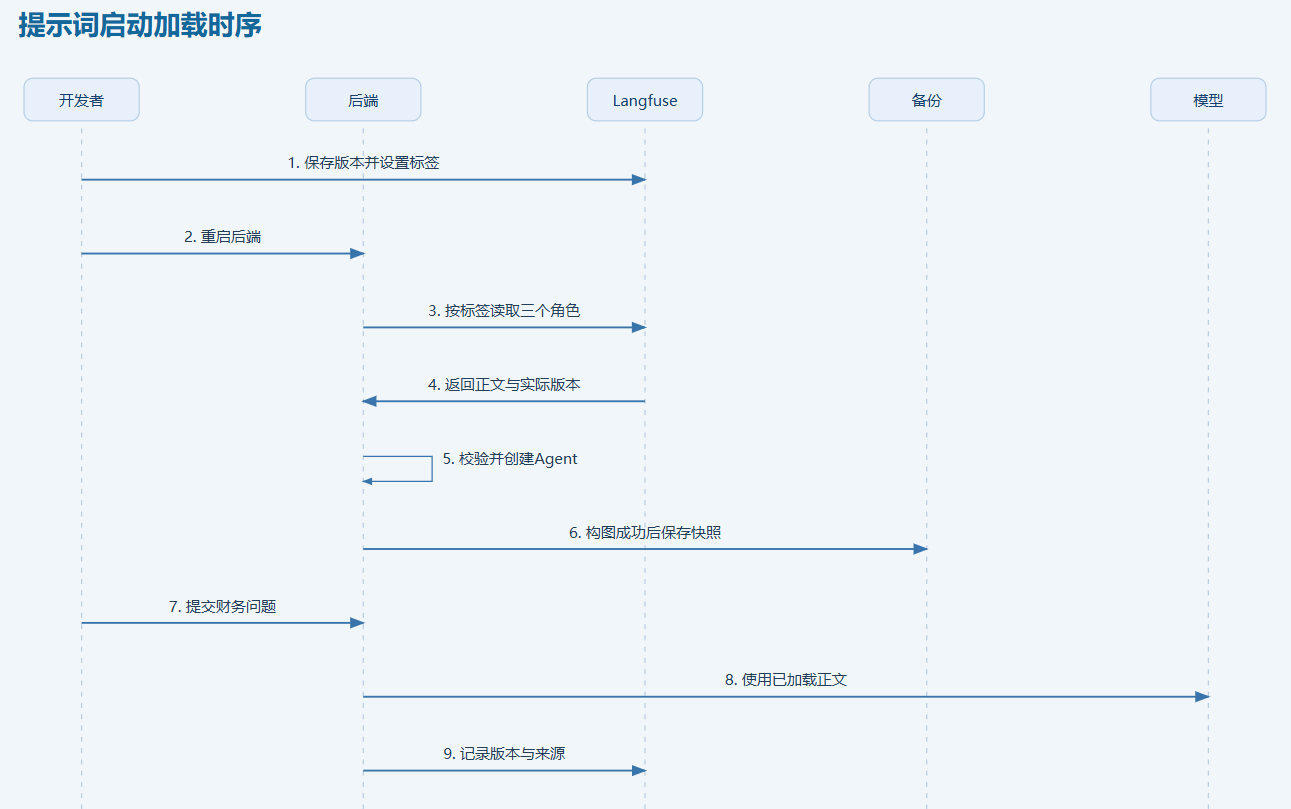 提示词启动加载时序
开发者
后端
Langfuse
备份
模型
1. 保存版本并设置标签
2. 重启后端
3. 按标签读取三个角色
4. 返回正文与实际版本
5. 校验并创建Agent
6. 构图成功后保存快照
7. 提交财务问题
8. 使用已加载正文
9. 记录版本与来源